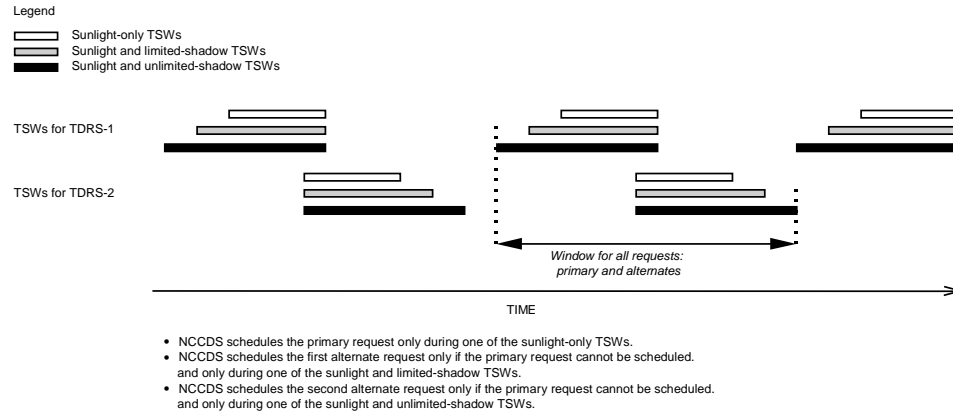 Legend
Sunlight-only TSWs
Sunlight and limited-shadow TSWs
Sunlight and unlimited-shadow TSWs
TSWs for TDRS-1
TSWs for TDRS-2
Window for all requests:
primary and alternates
TIME
• NCCDS schedules the primary request only during one of the sunlight-only TSWs.
• NCCDS schedules the first alternate request only if the primary request cannot be scheduled.
and only during one of the sunlight and limited-shadow TSWs.
• NCCDS schedules the second alternate request only if the primary request cannot be scheduled.
and only during one of the sunlight and unlimited-shadow TSWs.